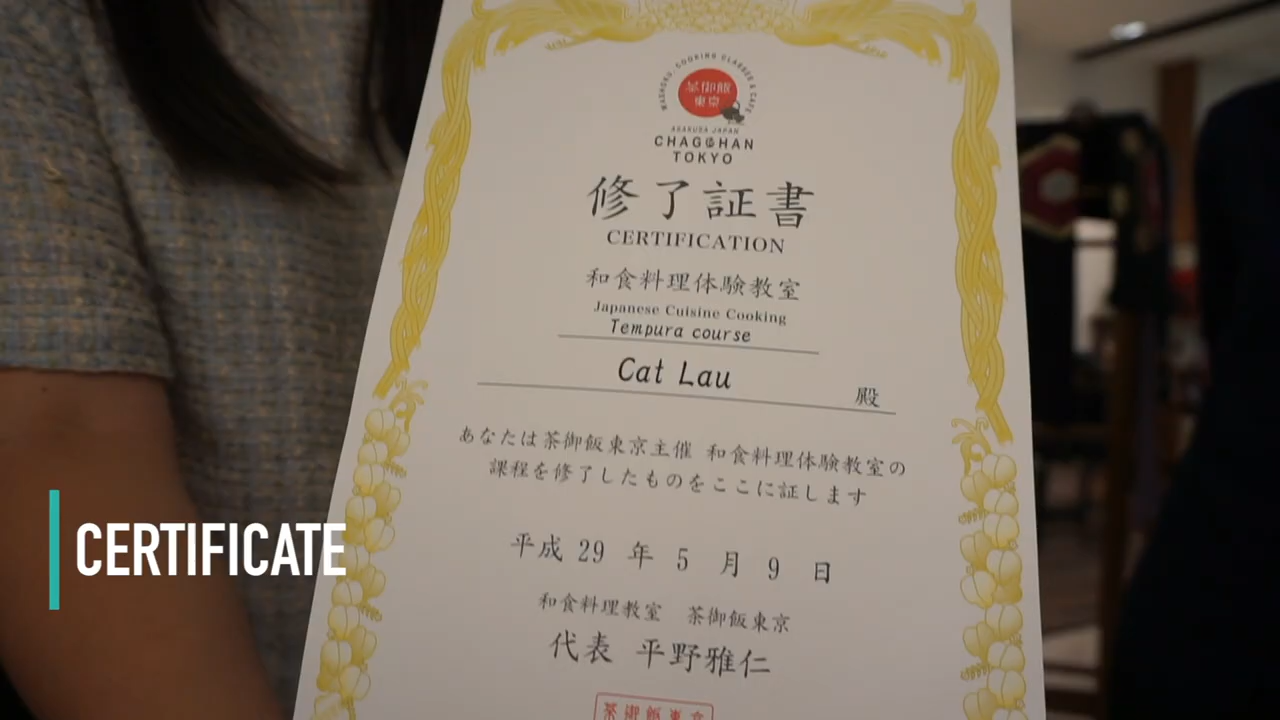 WASHOKU COOKING CLASSES & CAFE
茶御飯
東京
ASAKUSA JAPAN
CHAGOHAN
TOKYO
修了証書
CERTIFICATION
和食料理体験教室
Japanese Cuisine Cooking
Tempura course
Cat Lau
殿
あなたは茶御飯東京主催 和食料理体験教室の
課程を修了したものをここに証します
平成 29 年 5 月 9 日
和食料理教室 茶御飯東京
代表 平野雅仁
茶御飯東京
CERTIFICATE